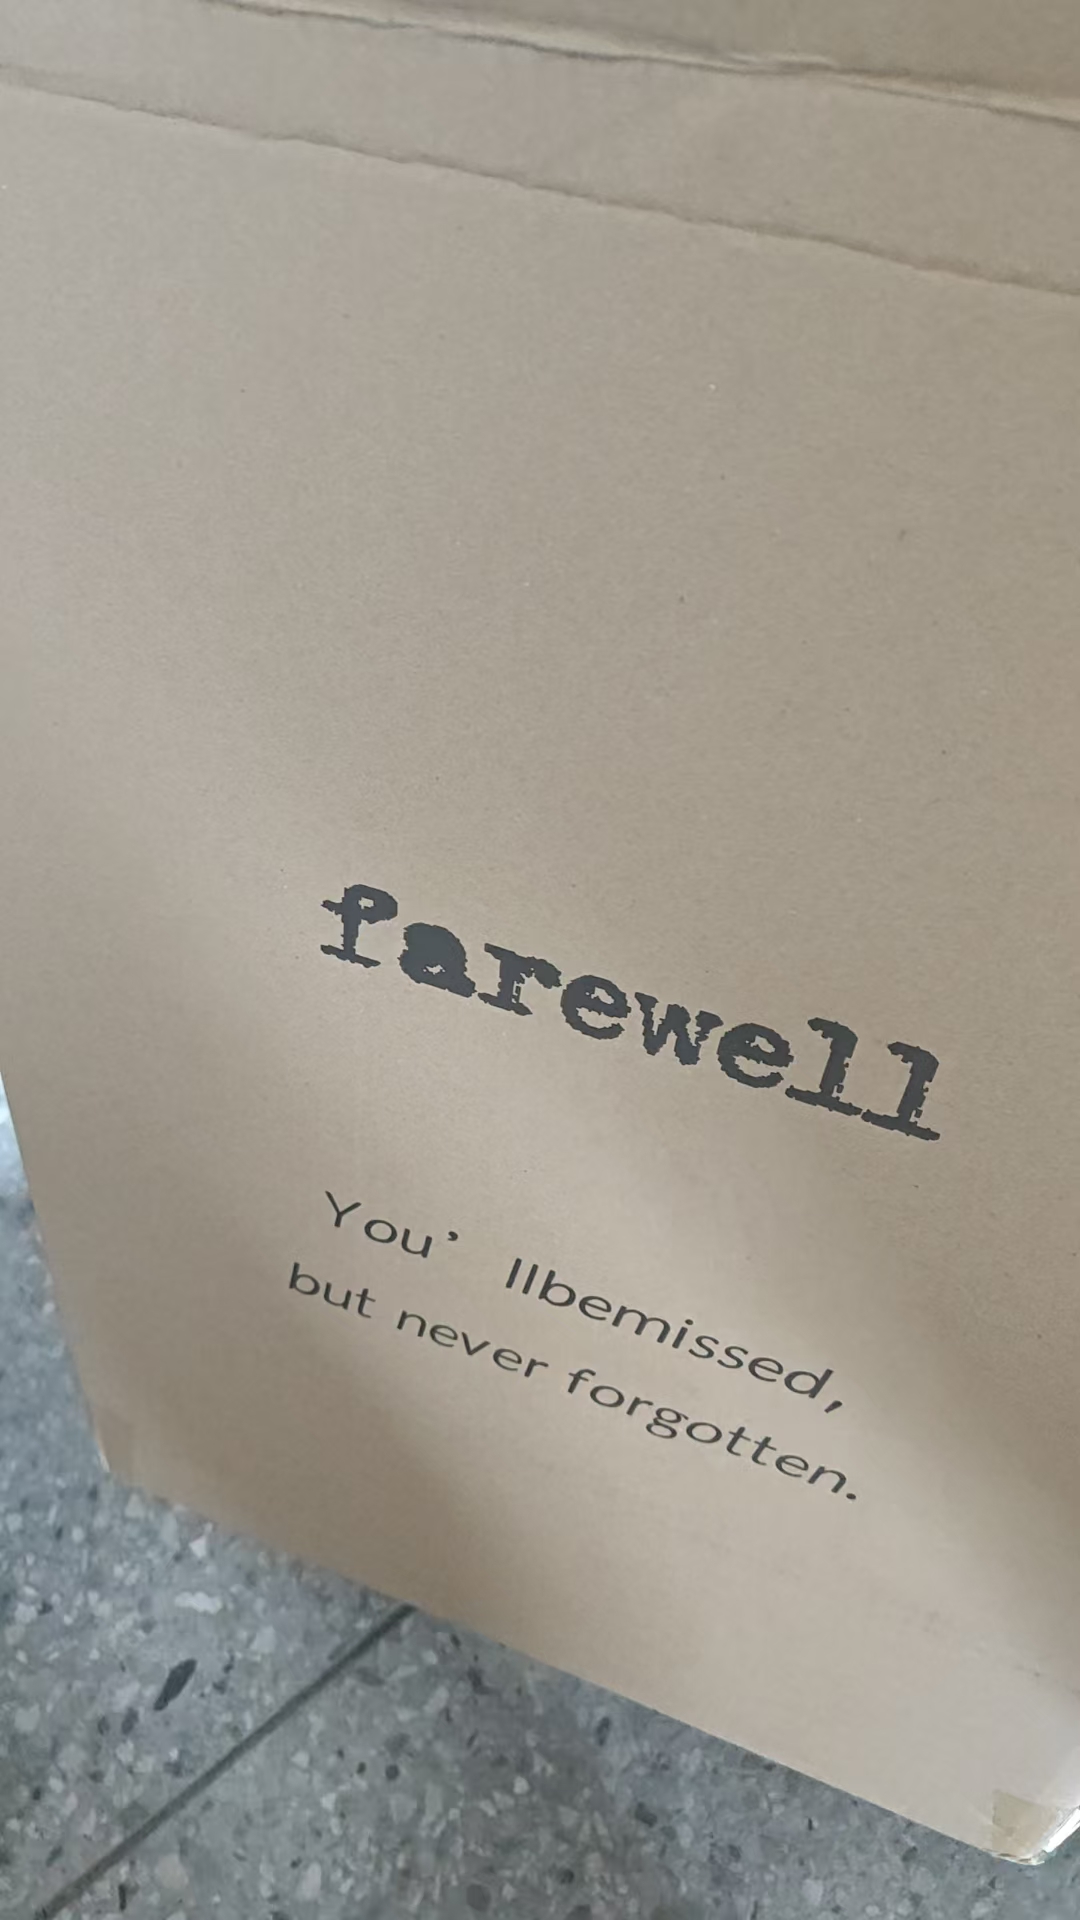 farewell
You’ llbemissed,
but never forgotten.